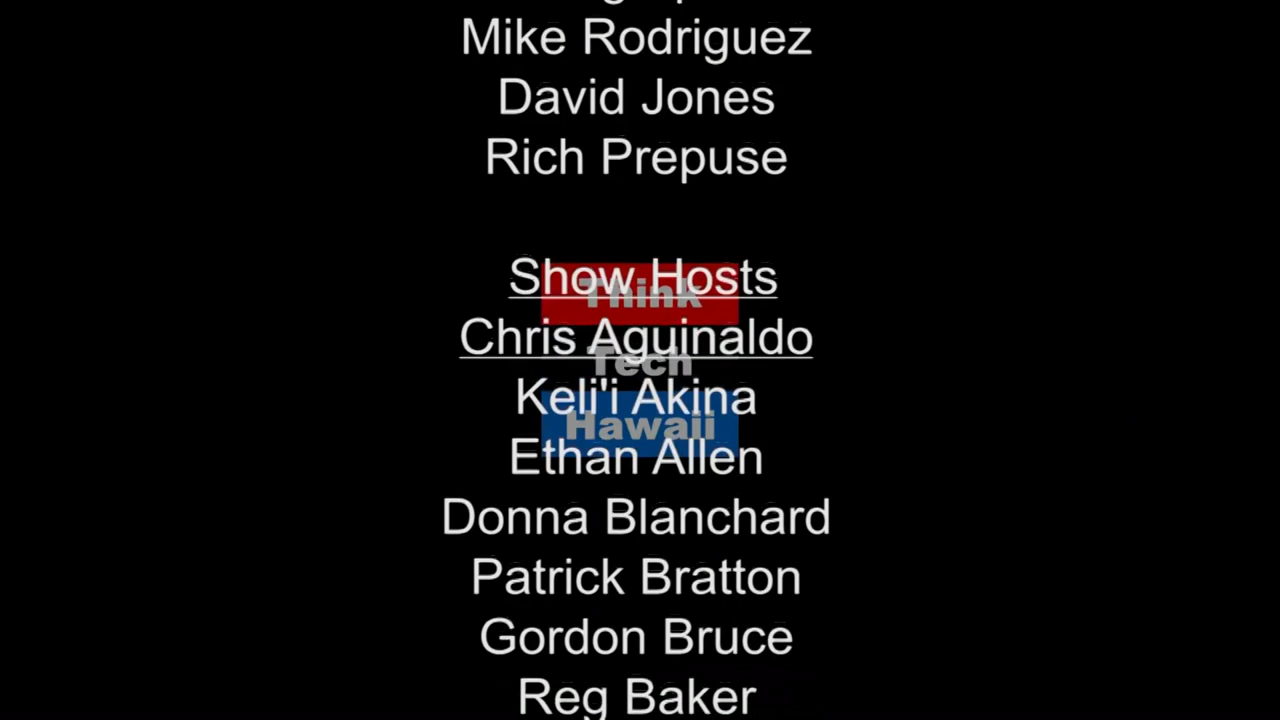 Mike Rodriguez
David Jones
Rich Prepuse
Show Hosts
Think
Chris Aguinaldo
Tech
Keli'i Akina
Hawaii
Ethan Allen
Donna Blanchard
Patrick Bratton
Gordon Bruce
Reg Baker